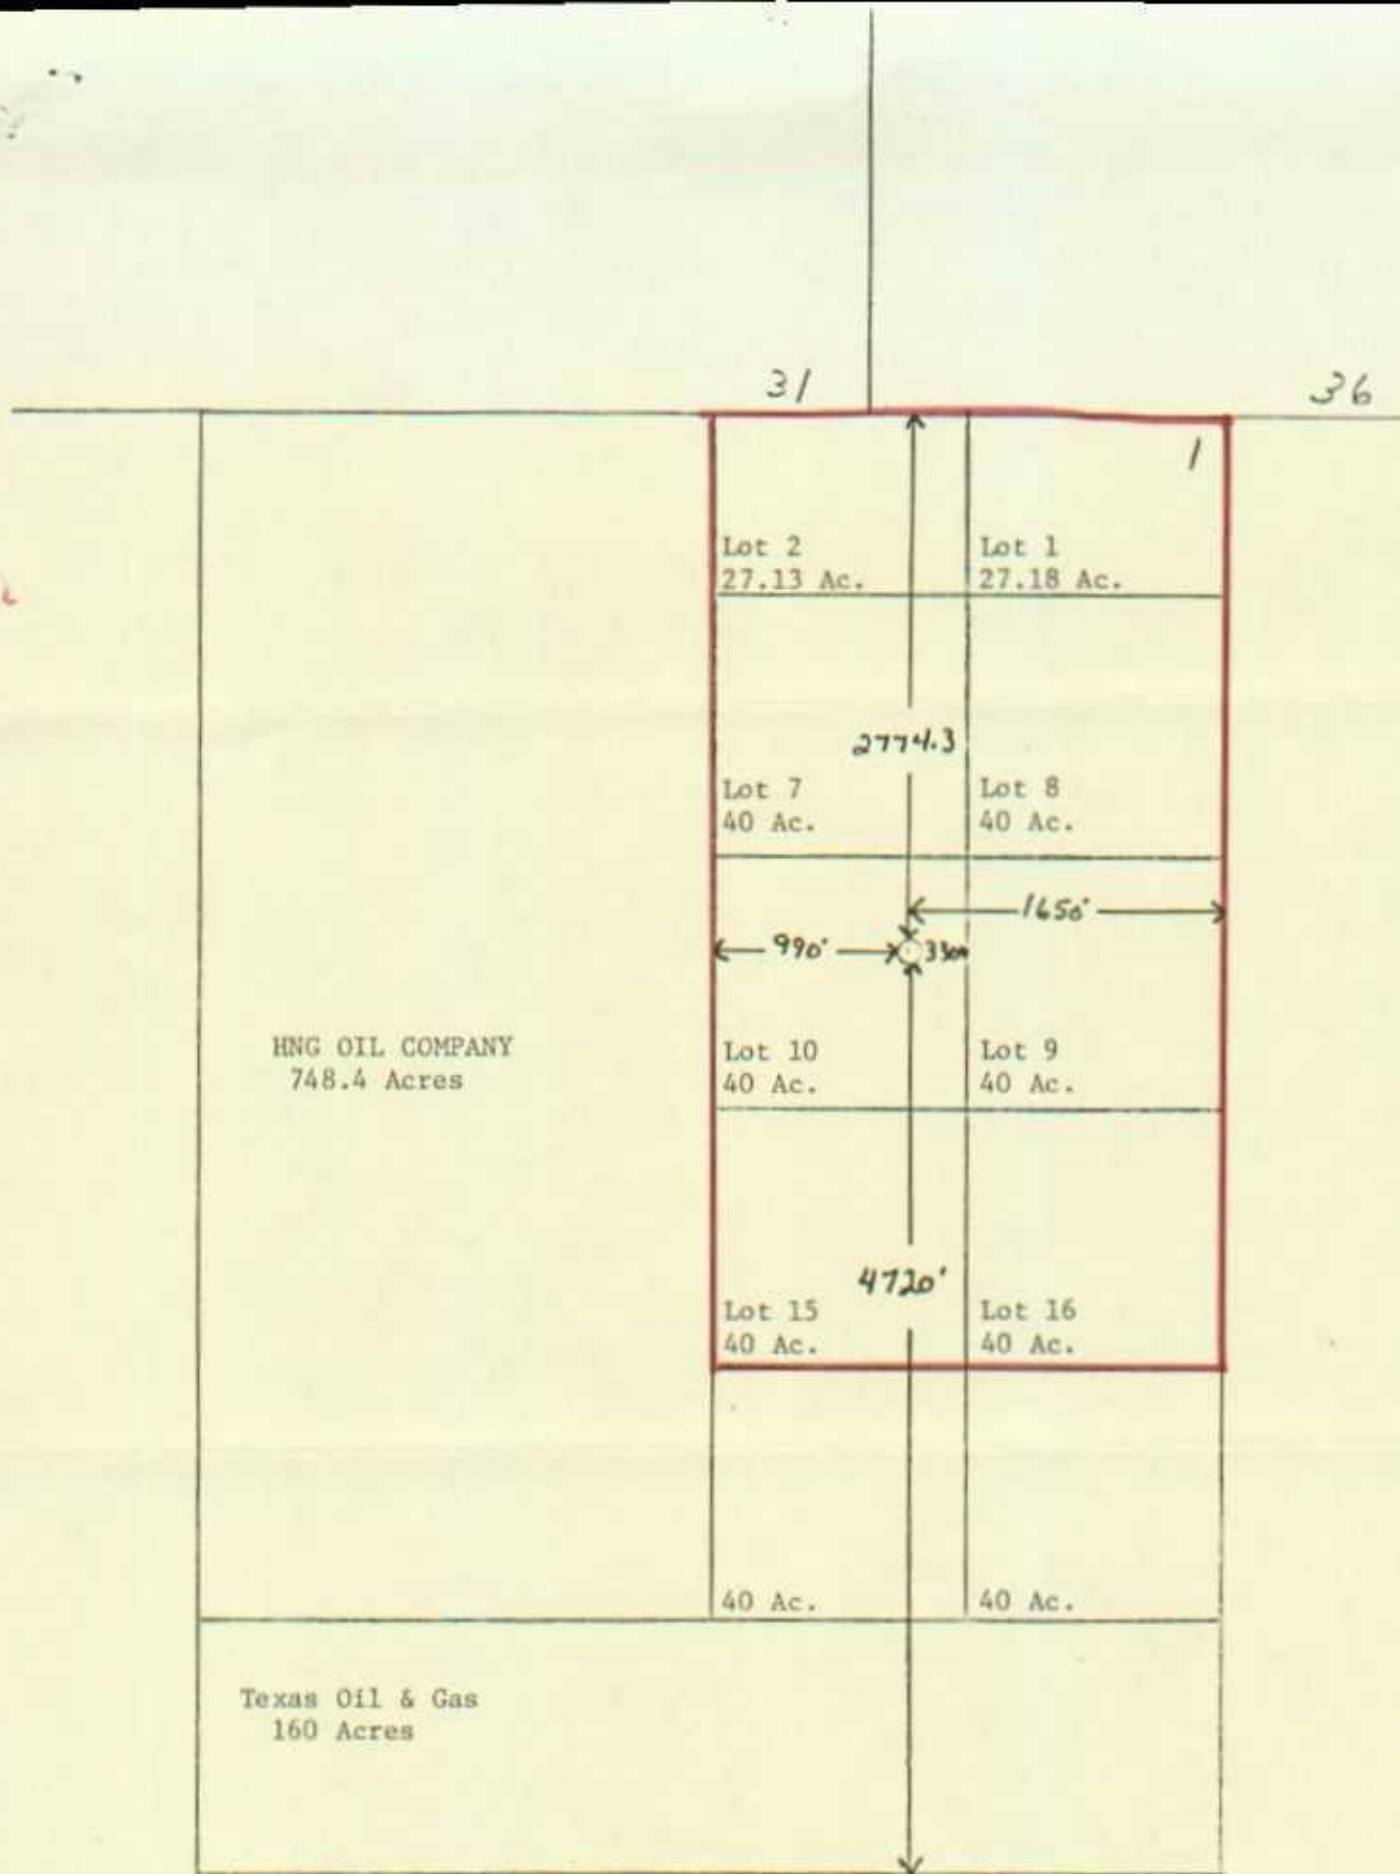 31
36
1
Lot 2
27.13 Ac.
Lot 1
27.18 Ac.
2774.3
Lot 7
40 Ac.
Lot 8
40 Ac.
1650'
990'
HNG OIL COMPANY
748.4 Acres
Lot 10
40 Ac.
Lot 9
40 Ac.
4720'
Lot 15
40 Ac.
Lot 16
40 Ac.
40 Ac.
40 Ac.
Texas Oil & Gas
160 Acres